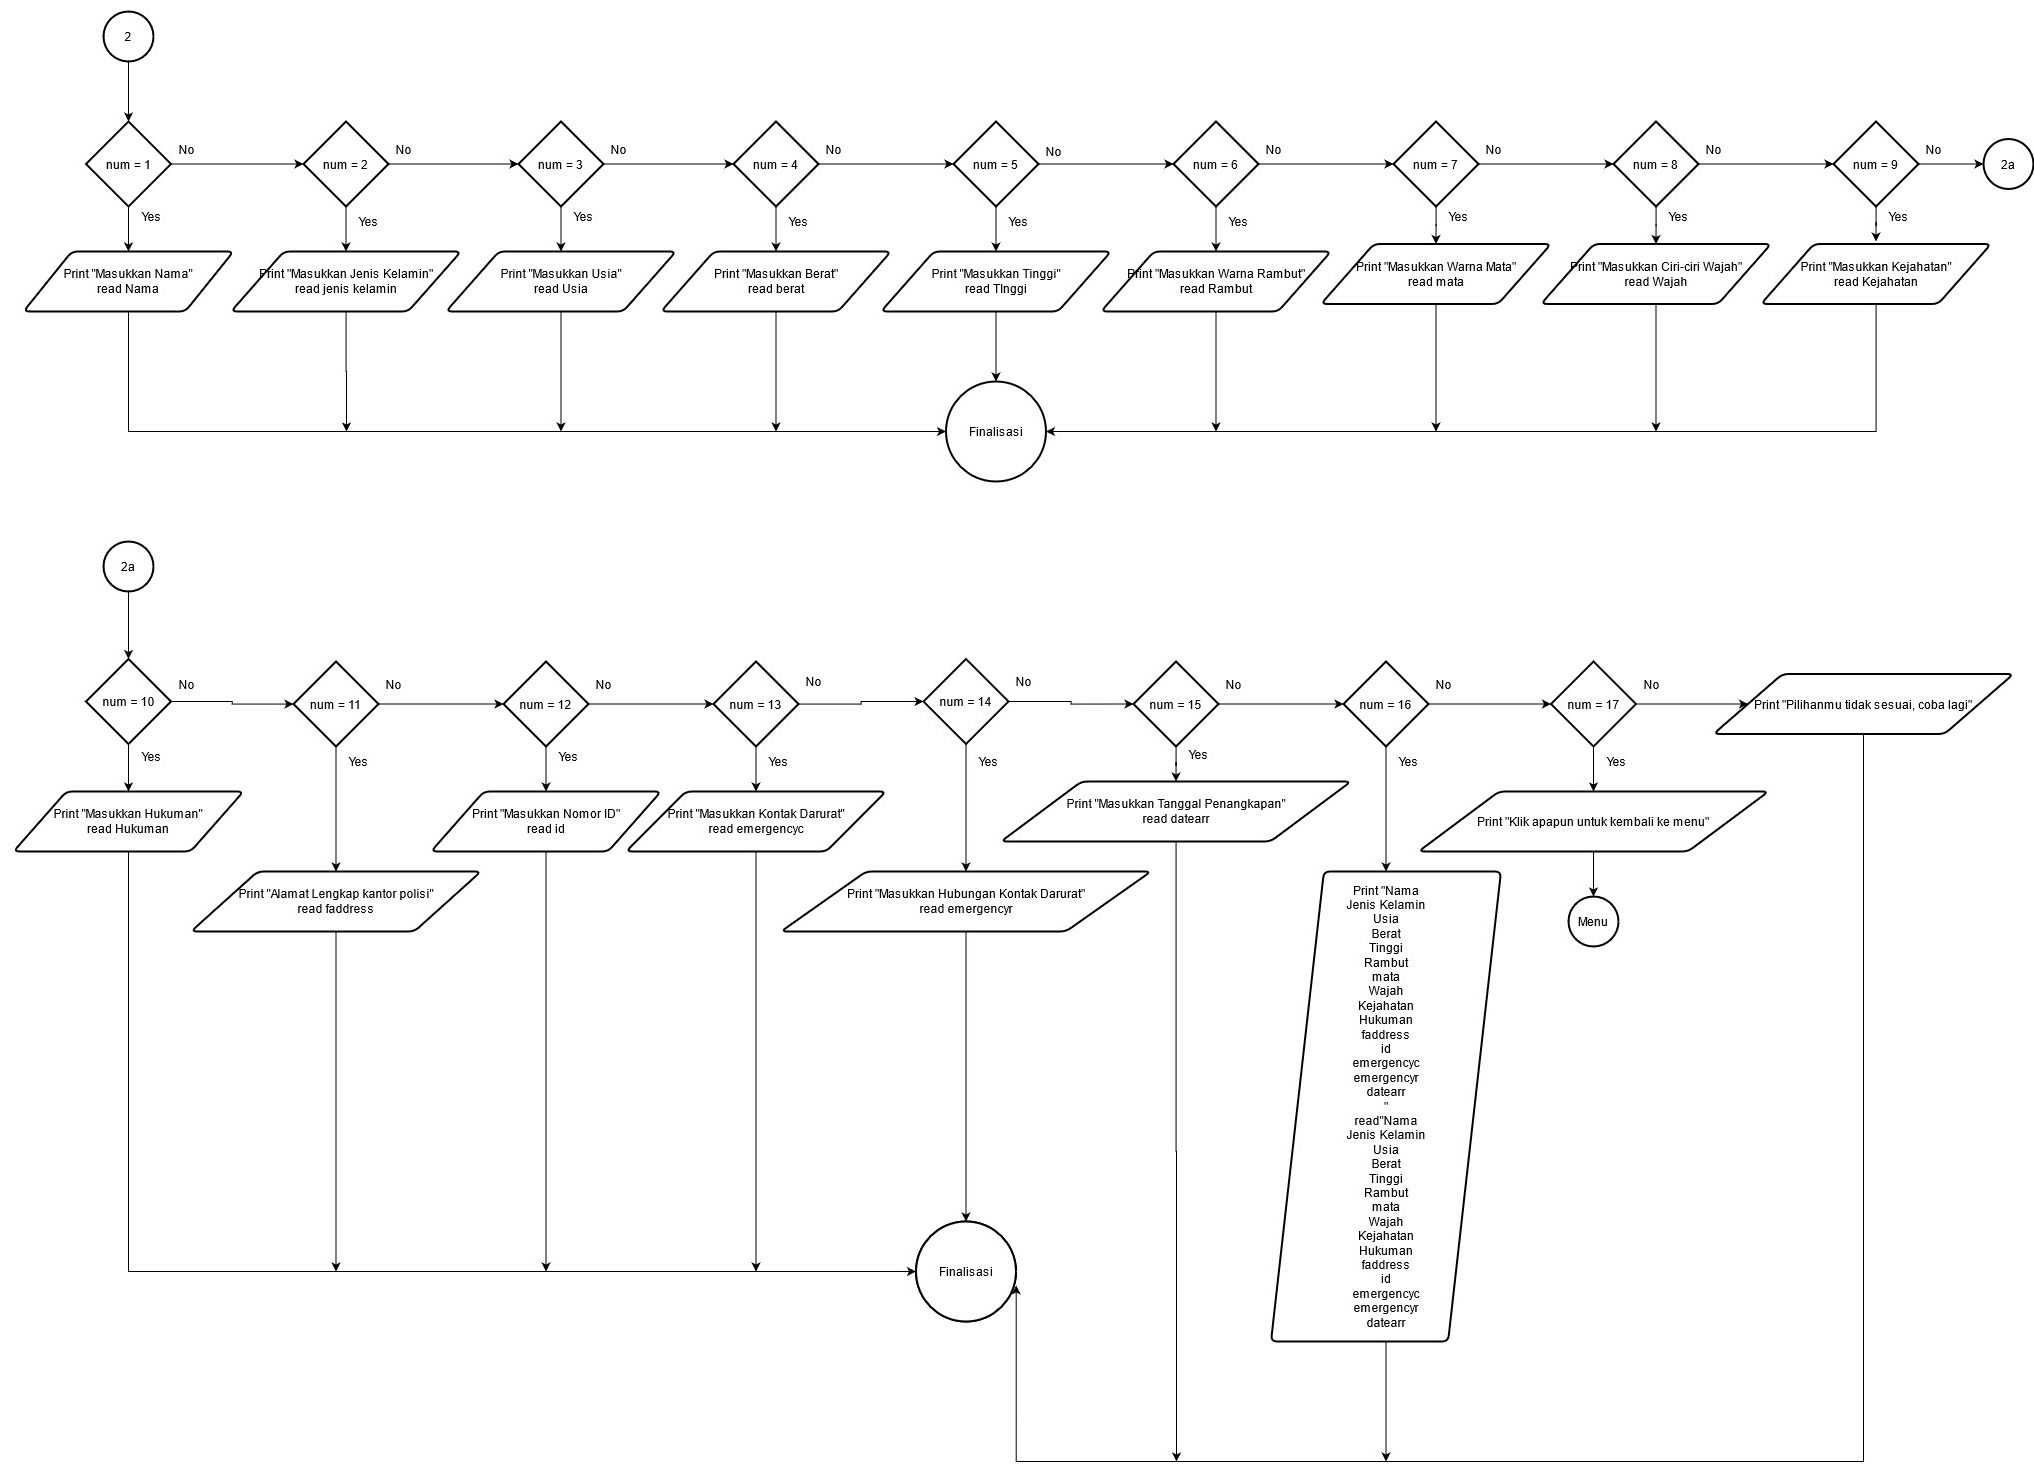 2
num = 1
No
num = 2
No
num = 3
No
num = 4
No
num = 5
No
num = 6
No
num = 7
No
num = 8
No
num = 9
No
2a
Yes
Yes
Yes
Yes
Yes
Yes
Yes
Yes
Yes
Print "Masukkan Nama"
read Nama
Print "Masukkan Jenis Kelamin"
read jenis kelamin
Print "Masukkan Usia"
read Usia
Print "Masukkan Berat"
read berat
Print "Masukkan Tinggi"
read TInggi
Print "Masukkan Warna Rambut"
read Rambut
Print "Masukkan Warna Mata"
read mata
Print "Masukkan Ciri-ciri Wajah"
read Wajah
Print "Masukkan Kejahatan"
read Kejahatan
Finalisasi
2a
num = 10
No
num = 11
No
num = 12
No
num = 13
No
num = 14
No
num = 15
No
num = 16
No
num = 17
No
Print "Pilihanmu tidak sesuai, coba lagi"
Yes
Yes
Yes
Yes
Yes
Yes
Yes
Yes
Print "Masukkan Hukuman"
read Hukuman
Print "Alamat Lengkap kantor polisi"
read faddress
Print "Masukkan Nomor ID"
read id
Print "Masukkan Kontak Darurat"
read emergencyc
Print "Masukkan Hubungan Kontak Darurat"
read emergencyr
Print "Masukkan Tanggal Penangkapan"
read datearr
Print "Nama
Jenis Kelamin
Usia
Berat
Tinggi
Rambut
mata
Wajah
Kejahatan
Hukuman
faddress
id
emergencyc
emergencyr
datearr
"
read"Nama
Jenis Kelamin
Usia
Berat
Tinggi
Rambut
mata
Wajah
Kejahatan
Hukuman
faddress
id
emergencyc
emergencyr
datearr
Print "Klik apapun untuk kembali ke menu"
Menu
Finalisasi